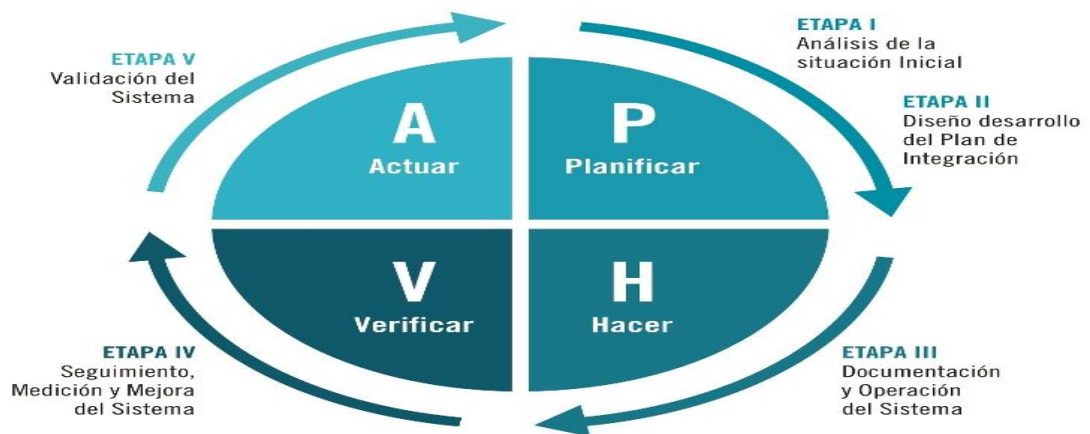 ETAPA I
Análisis de la
situación Inicial
ETAPA II
Diseño desarrollo
del Plan de
Integración
ETAPA III
Documentación
y Operación
del Sistema
ETAPA IV
Seguimiento,
Medición y Mejora
del Sistema
ETAPA V
Validación del
Sistema
A
Actuar
P
Planificar
V
Verificar
H
Hacer